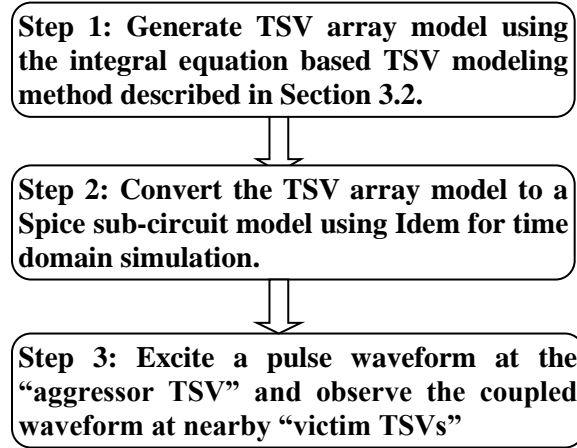 Step 1: Generate TSV array model using
the integral equation based TSV modeling
method described in Section 3.2.
Step 2: Convert the TSV array model to a
Spice sub-circuit model using Idem for time
domain simulation.
Step 3: Excite a pulse waveform at the
“aggressor TSV” and observe the coupled
waveform at nearby “victim TSVs”